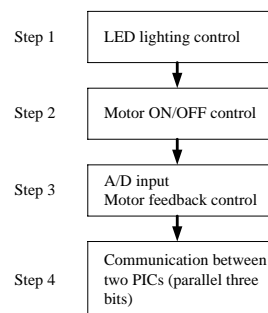 Step 1
LED lighting control
Step 2
Motor ON/OFF control
Step 3
A/D input
Motor feedback control
Step 4
Communication between
two PICs (parallel three
bits)